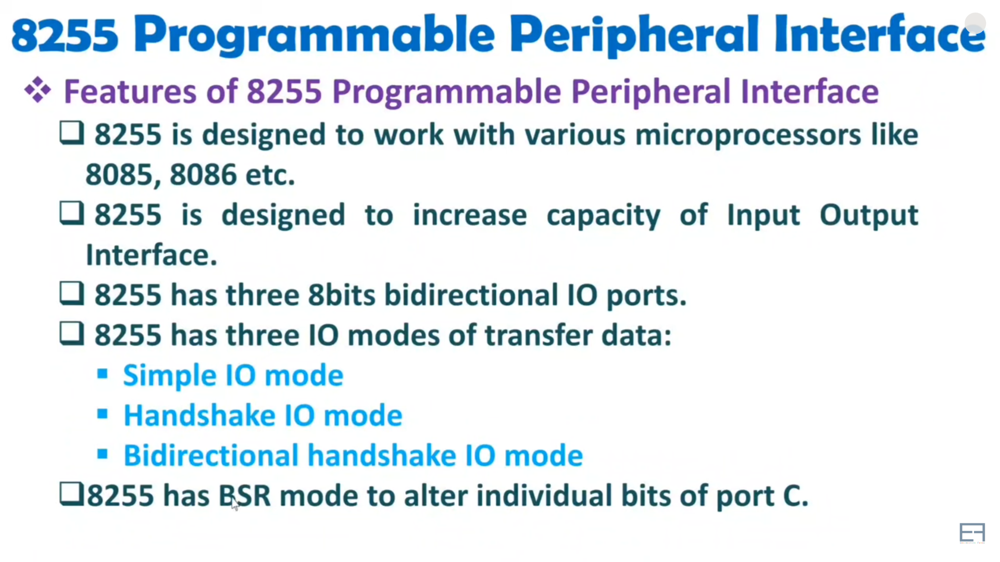 8255 Programmable Peripheral Interface
Features of 8255 Programmable Peripheral Interface
8255 is designed to work with various microprocessors like
8085, 8086 etc.
8255 is designed to increase capacity of Input Output
Interface.
8255 has three 8bits bidirectional IO ports.
8255 has three IO modes of transfer data:
Simple IO mode
Handshake IO mode
Bidirectional handshake IO mode
8255 has BSR mode to alter individual bits of port C.